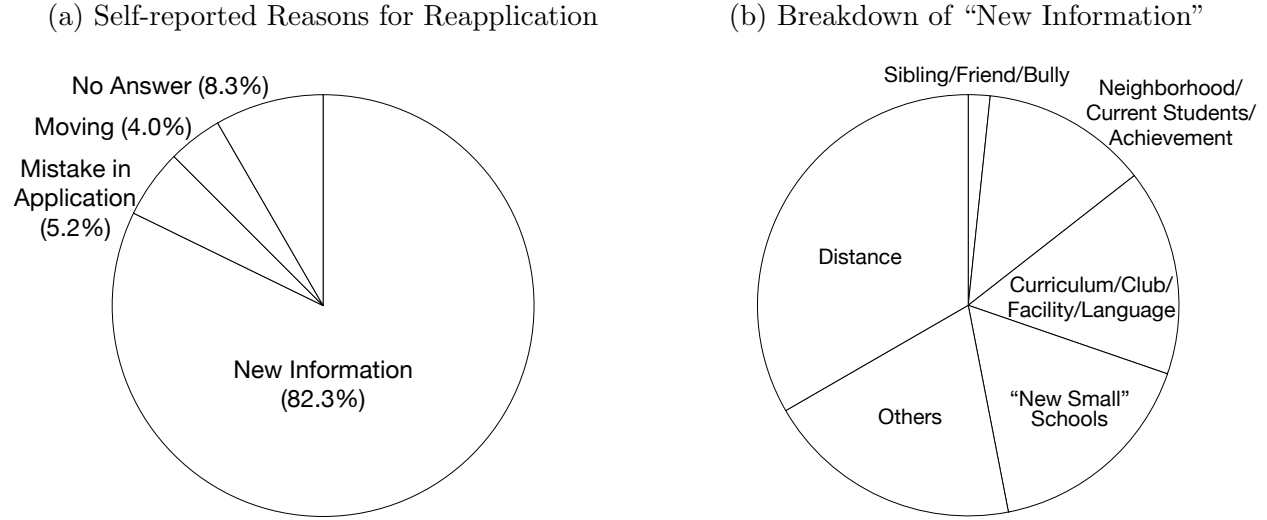 (a) Self-reported Reasons for Reapplication
No Answer (8.3%)
Moving (4.0%)
Mistake in
Application
(5.2%)
New Information
(82.3%)
(b) Breakdown of “New Information”
Sibling/Friend/Bully
Neighborhood/
Current Students/
Achievement
Distance
Curriculum/Club/
Facility/Language
“New Small”
Schools
Others